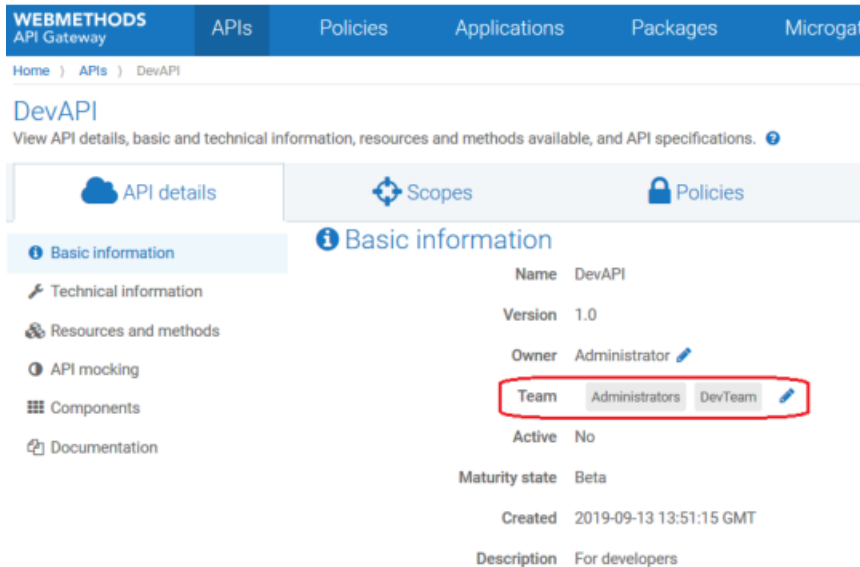 WEBMETHODS
API Gateway
APIs Policies Applications Packages Microgat
Home ) APIs ) DevAPI
DevAPI
View API details, basic and technical information, resources and methods available, and API specifications. ?
API details Scopes Policies
Basic information
Technical information
Resources and methods
API mocking
Components
Documentation
Basic information
Name DevAPI
Version 1.0
Owner Administrator
Team Administrators DevTeam
Active No
Maturity state Beta
Created 2019-09-13 13:51:15 GMT
Description For developers